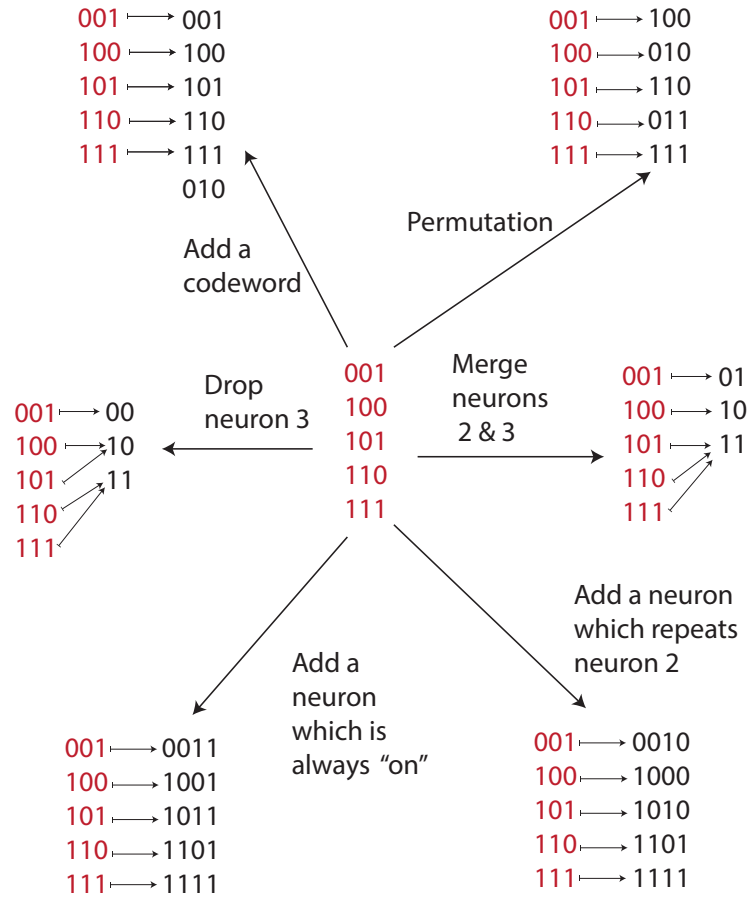 001 → 001
100 → 100
101 → 101
110 → 110
111 → 111
010
001 → 100
100 → 010
101 → 110
110 → 011
111 → 111
Add a
codeword
Permutation
001
100
101
110
111
Drop
neuron 3
001 → 00
100 → 10
101
11
110
111
Merge
neurons
2 & 3
001 → 01
100 → 10
101 → 11
110
111
Add a
neuron
which is
always "on"
Add a neuron
which repeats
neuron 2
001 → 0011
100 → 1001
101 → 1011
110 → 1101
111 → 1111
001 → 0010
100 → 1000
101 → 1010
110 → 1101
111 → 1111